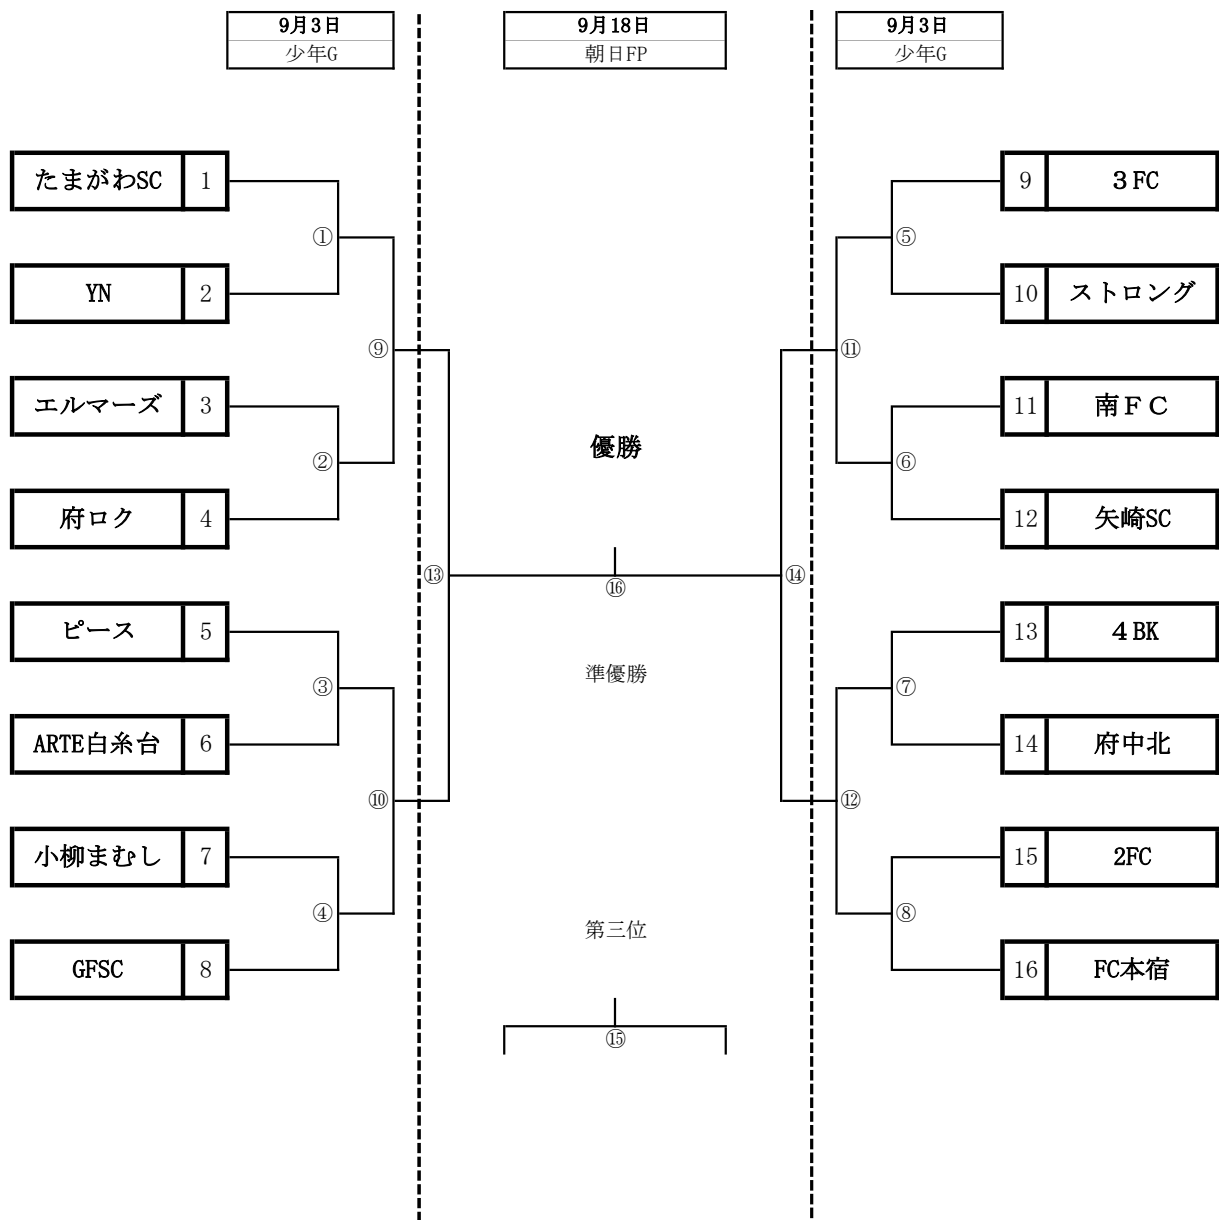 9月3日
少年G
9月18日
朝日FP
9月3日
少年G
たまがわSC 1
YN 2
エルマーズ 3
府ロク 4
ピース 5
ARTE白糸台 6
小柳まむし 7
GFSC 8
①
②
③
④
⑨
⑩
⑬
優勝
⑯
準優勝
第三位
⑮
⑭
⑪
⑫
⑤
⑥
⑦
⑧
9 3FC
10 ストロング
11 南FC
12 矢崎SC
13 4BK
14 府中北
15 2FC
16 FC本宿